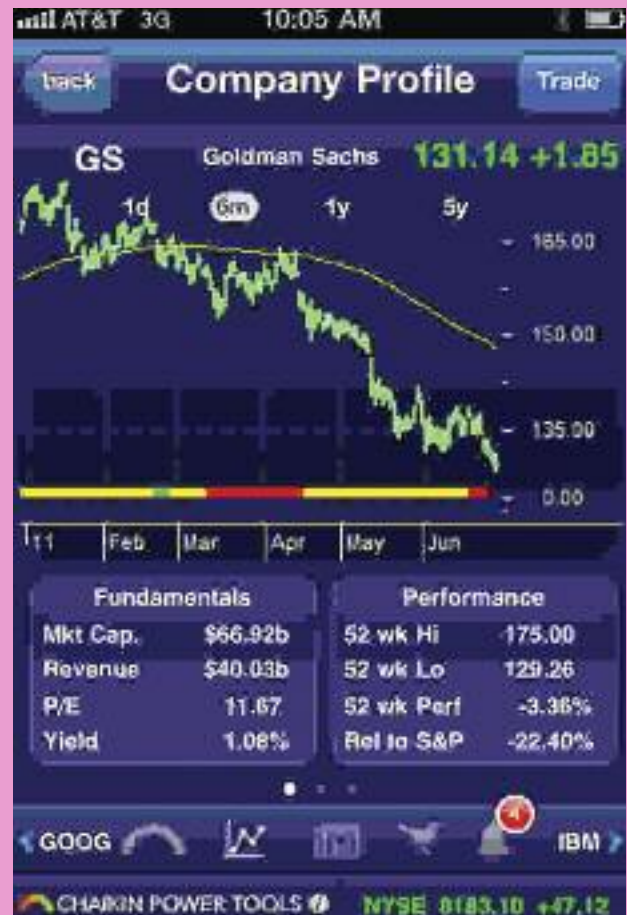 AT&T 3G 10:05 AM
back Company Profile Trade
GS Goldman Sachs 131.14 +1.85
1d 6m 1y 5y
165.00
150.00
135.00
0.00
11 Feb Mar Apr May Jun
Fundamentals
Mkt Cap. $66.92b
Revenue $40.03b
P/E 11.67
Yield 1.08%
Performance
52 wk Hi 175.00
52 wk Lo 129.26
52 wk Perf -3.36%
Rel to S&P -22.40%
4
GOOG IBM
CHAIKIN POWER TOOLS NYSE 8183.10 +47.12